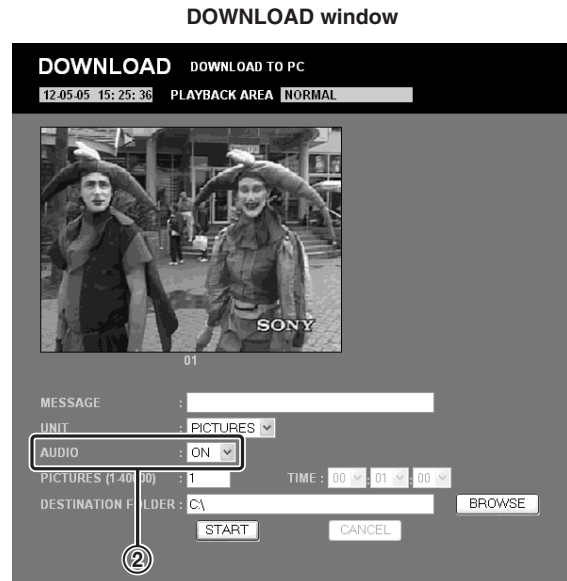 DOWNLOAD window
DOWNLOAD DOWNLOAD TO PC
12-05-05 15:25:36 PLAYBACK AREA NORMAL
SONY
01
MESSAGE :
UNIT : PICTURES
AUDIO : ON
PICTURES (1-40000) : 1 TIME : 00 : 01 : 00
DESTINATION FOLDER : C:\ BROWSE
START CANCEL
②